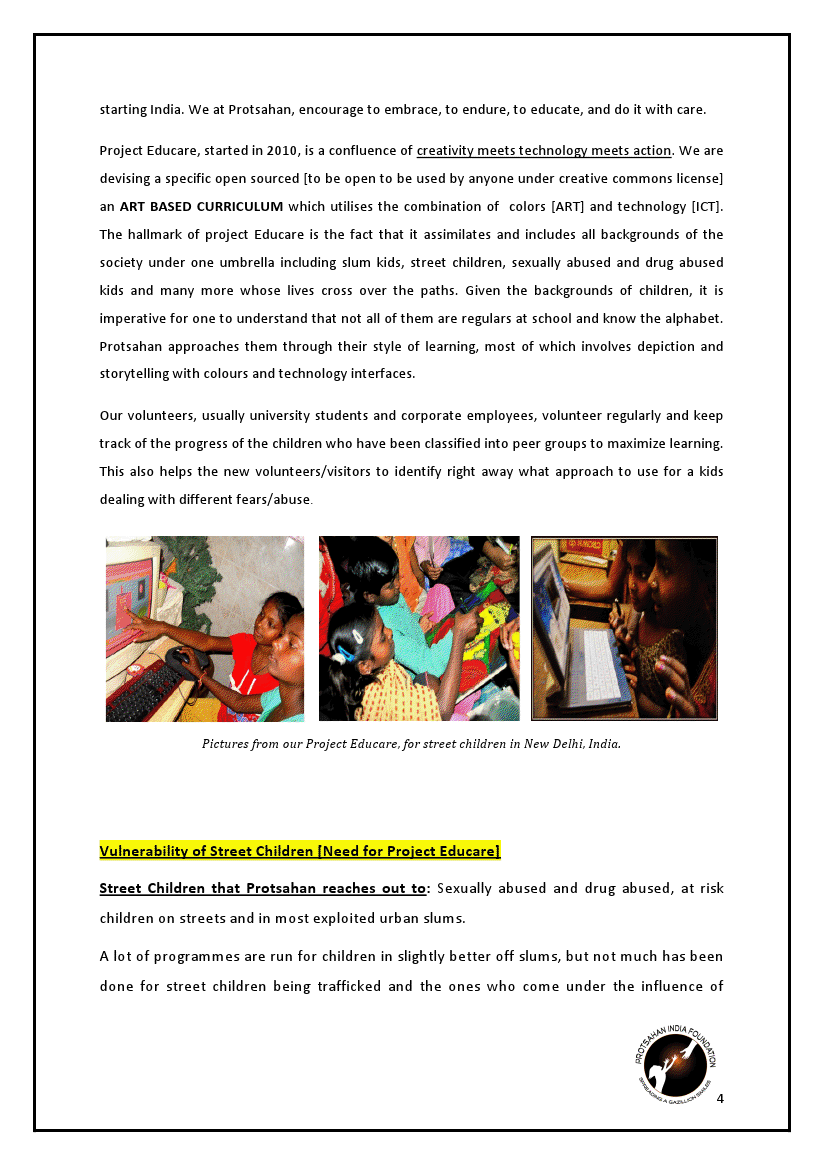 starting India. We at Protsahan, encourage to embrace, to endure, to educate, and do it with care.
Project Educare, started in 2010, is a confluence of creativity meets technology meets action. We are
devising a specific open sourced [to be open to be used by anyone under creative commons license]
an ART BASED CURRICULUM which utilises the combination of colors [ART] and technology [ICT].
The hallmark of project Educare is the fact that it assimilates and includes all backgrounds of the
society under one umbrella including slum kids, street children, sexually abused and drug abused
kids and many more whose lives cross over the paths. Given the backgrounds of children, it is
imperative for one to understand that not all of them are regulars at school and know the alphabet.
Protsahan approaches them through their style of learning, most of which involves depiction and
storytelling with colours and technology interfaces.
Our volunteers, usually university students and corporate employees, volunteer regularly and keep
track of the progress of the children who have been classified into peer groups to maximize learning.
This also helps the new volunteers/visitors to identify right away what approach to use for a kids
dealing with different fears/abuse.
Pictures from our Project Educare, for street children in New Delhi, India.
Vulnerability of Street Children [Need for Project Educare]
Street Children that Protsahan reaches out to: Sexually abused and drug abused, at risk
children on streets and in most exploited urban slums.
A lot of programmes are run for children in slightly better off slums, but not much has been
done for street children being trafficked and the ones who come under the influence of
PROTSAHAN INDIA FOUNDATION
SPREADING A GAZILLION SMILES
4